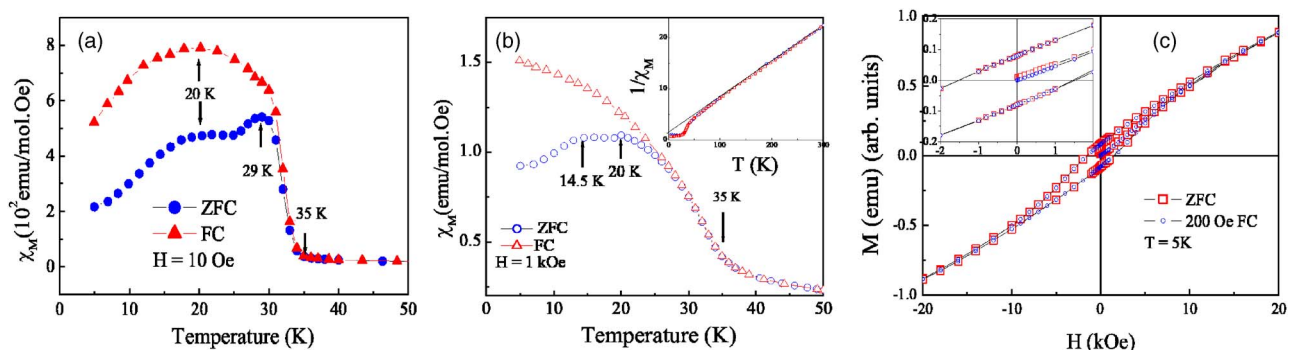 (a)
χM(10² emu/mol.Oe)
8
6
4
2
0
20 K
29 K
35 K
ZFC
FC
H = 10 Oe
0 10 20 30 40 50
Temperature (K)
(b)
χM(emu/mol.Oe)
1.5
1.0
0.5
14.5 K
20 K
35 K
ZFC
FC
H = 1 kOe
0 5 10 15 20 25 30 35 40 45 50
Temperature (K)
1/χM
20
10
0
0 100 200 300
T (K)
(c)
M (emu) (arb. units)
1.0
0.5
0.0
-0.5
-1.0
0.2
0.1
0.0
-0.1
-0.2
-2 -1 0 1
ZFC
200 Oe FC
T = 5K
-20 -10 0 10 20
H (kOe)